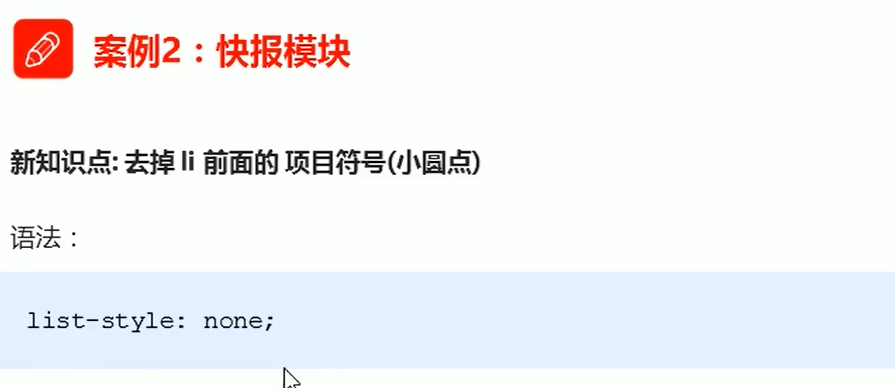 案例2：快报模块
新知识点: 去掉 li 前面的 项目符号(小圆点)
语法：
list-style: none;